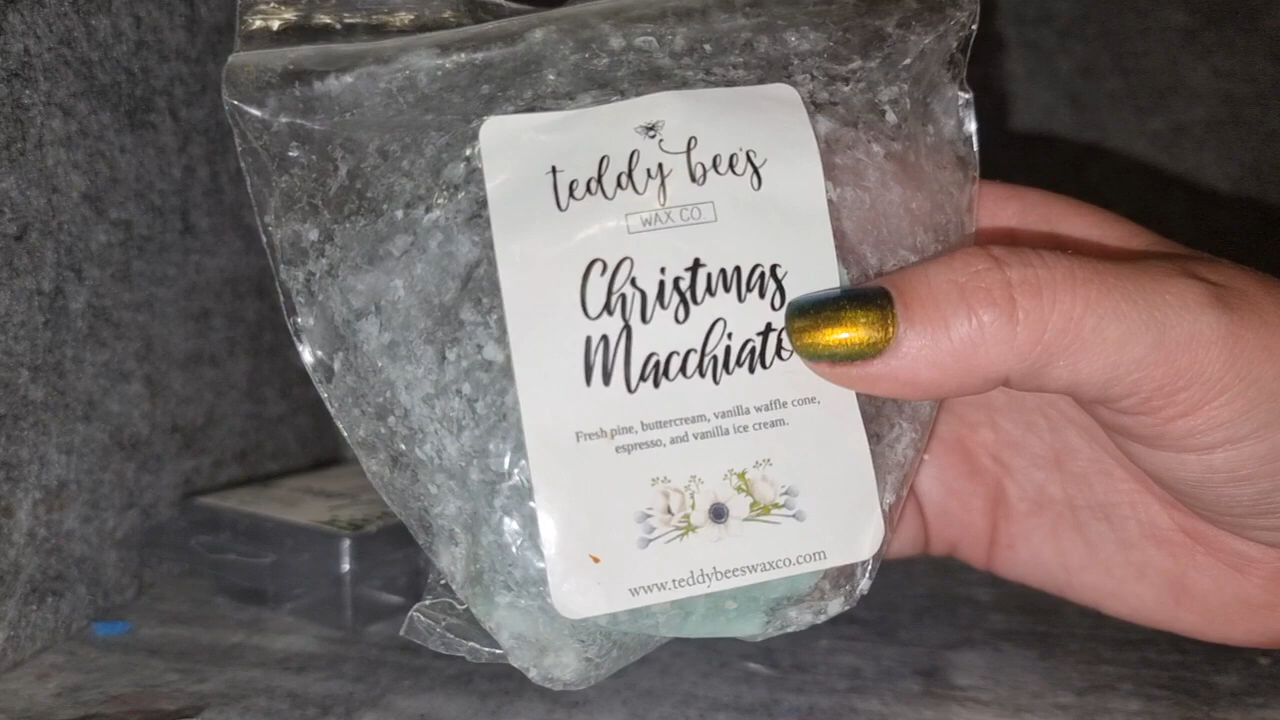 teddy bee's
WAX CO.
Christmas
Macchiato
Fresh pine, buttercream, vanilla waffle cone,
espresso, and vanilla ice cream.
www.teddybeeswaxco.com